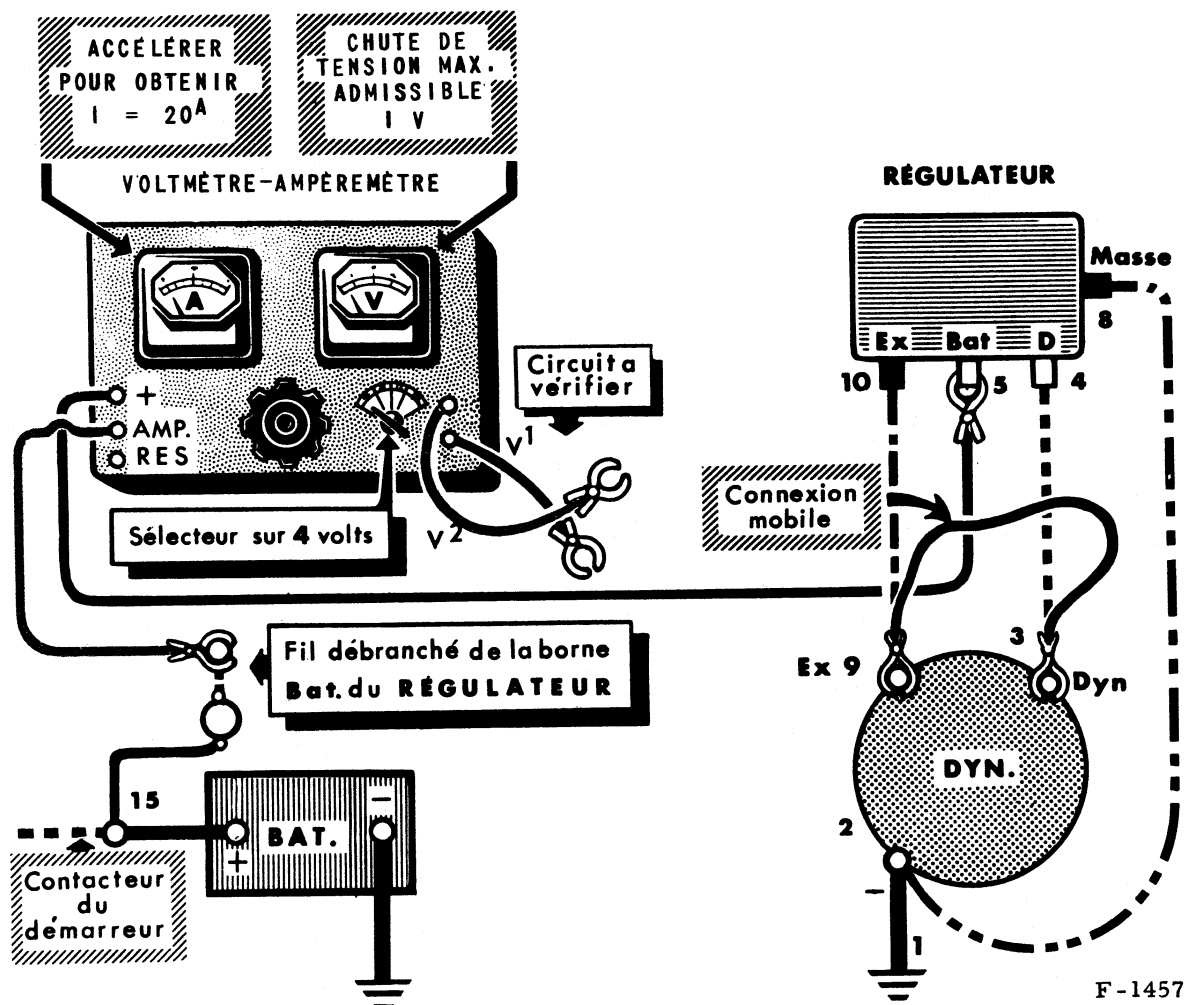 ACCÉLÉRER
POUR OBTENIR
I = 20A
CHUTE DE
TENSION MAX.
ADMISSIBLE
I V
VOLTMÈTRE-AMPÈREMÈTRE
A
V
+
AMP.
RES
Circuit a
vérifier
V1
V2
Sélecteur sur 4 volts
RÉGULATEUR
Masse
8
Ex Bat D
10
5
4
Connexion
mobile
Fil débranché de la borne
Bat. du RÉGULATEUR
3
Ex 9
Dyn
DYN.
2
-
1
15
BAT.
+
-
Contacteur
du
démarreur
F-1457